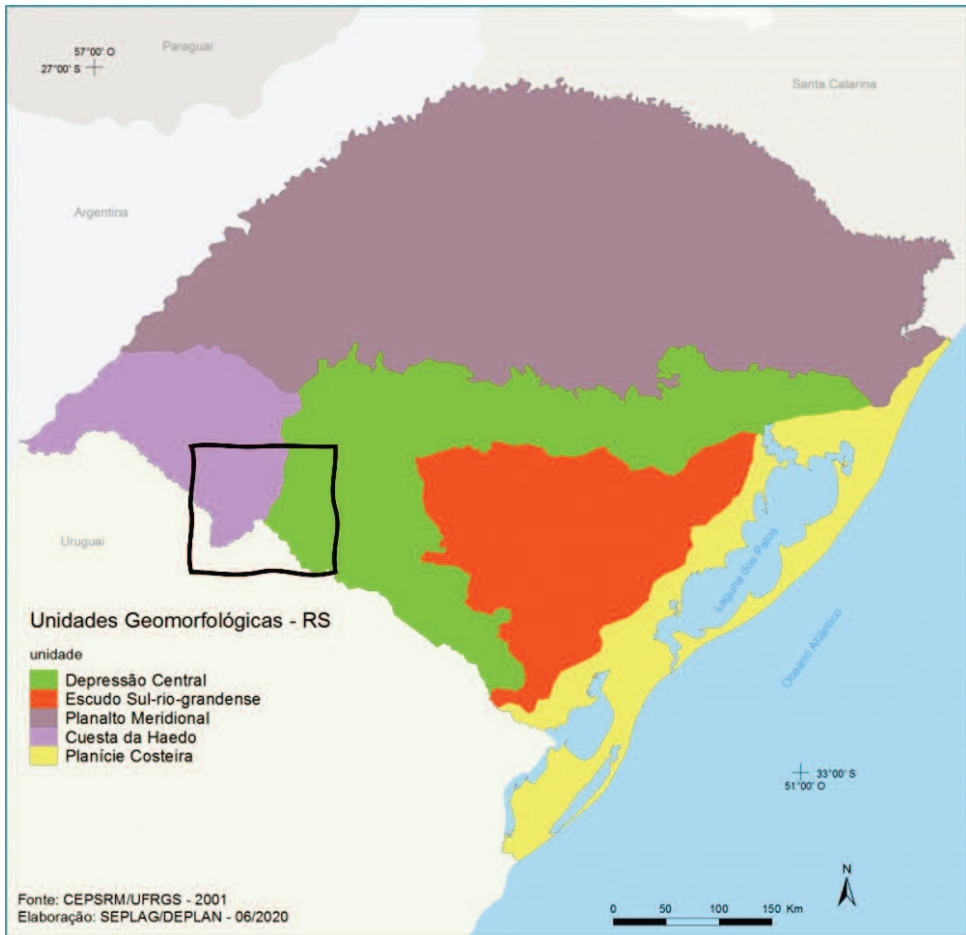 Paraguai
57°00' O
27°00' S
Santa Catarina
Argentina
Uruguai
Laguna dos Patos
Oceano Atlântico
Unidades Geomorfológicas - RS
unidade
Depressão Central
Escudo Sul-rio-grandense
Planalto Meridional
Cuesta da Haedo
Planície Costeira
33°00' S
51°00' O
N
Fonte: CEPSRM/UFRGS - 2001
Elaboração: SEPLAG/DEPLAN - 06/2020
0 50 100 150 Km